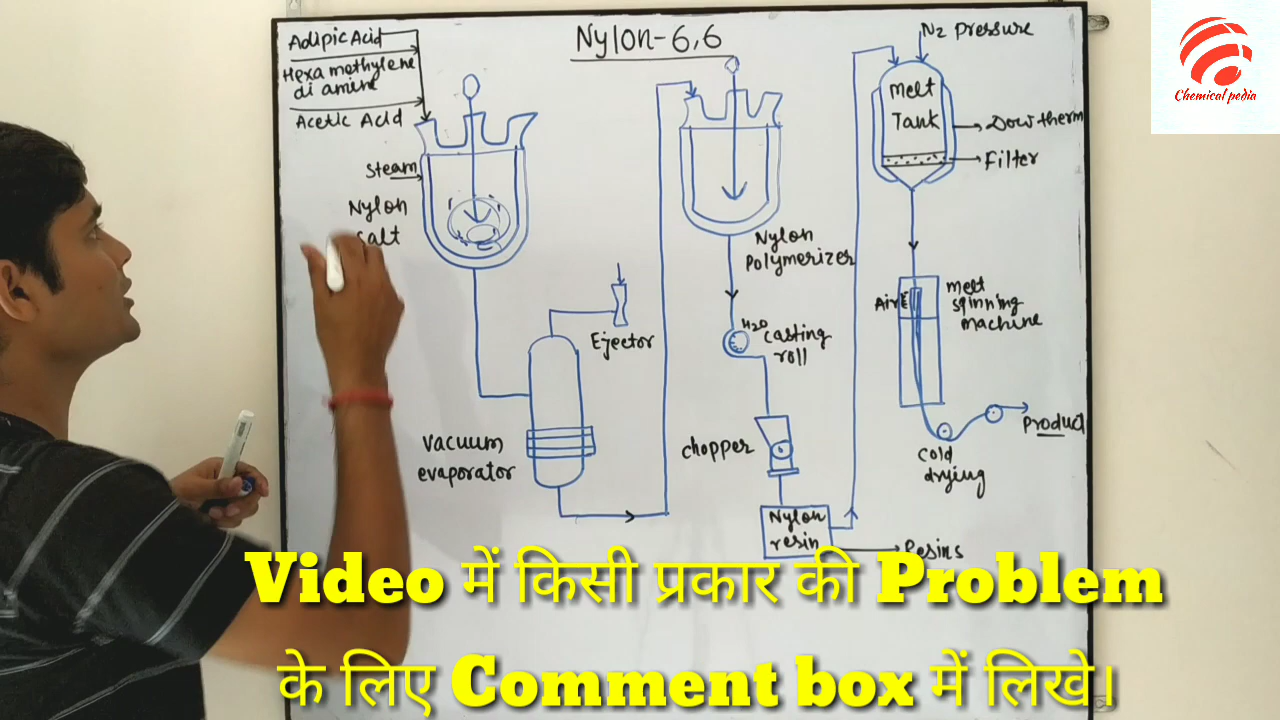 Nylon-6,6
Adipic Acid
Hexa methylene
di amine
Acetic Acid
Steam
Nylon
Salt
Vacuum
evaporator
Ejector
Nylon
Polymerizer
H2O
casting
roll
chopper
Nylon
resin
Resins
N2 Pressure
melt
Tank
Dow therm
Filter
Air
melt
spinning
machine
cold
drying
Product
Chemical pedia
Video में किसी प्रकार की Problem
के लिए Comment box में लिखे।